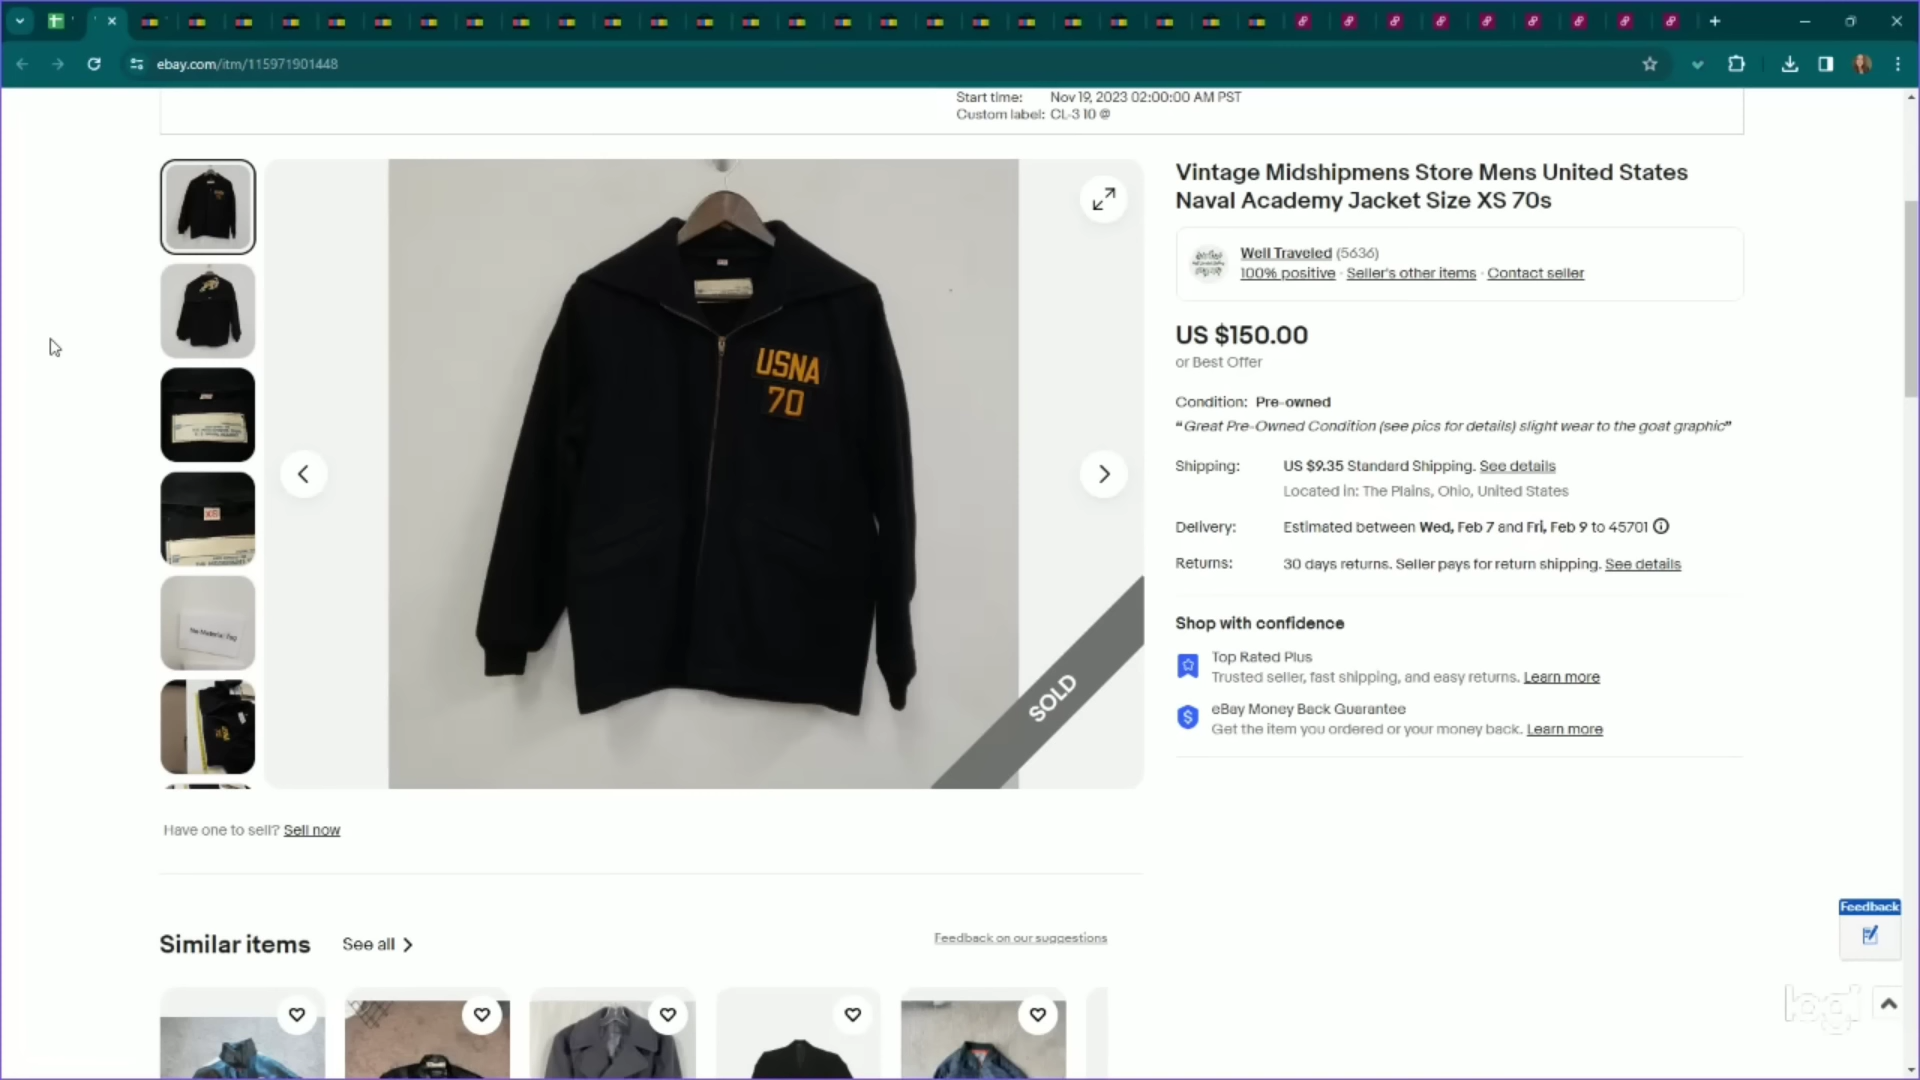 ebay.com/itm/115971901448
Start time: Nov 19, 2023 02:00:00 AM PST
Custom label: CL-3 10 @
Vintage Midshipmens Store Mens United States
Naval Academy Jacket Size XS 70s
Well Traveled (5636)
100% positive · Seller's other items · Contact seller
US $150.00
or Best Offer
Condition: Pre-owned
“Great Pre-Owned Condition (see pics for details) slight wear to the goat graphic”
Shipping: US $9.35 Standard Shipping. See details
Located in: The Plains, Ohio, United States
Delivery: Estimated between Wed, Feb 7 and Fri, Feb 9 to 45701
Returns: 30 days returns. Seller pays for return shipping. See details
Shop with confidence
Top Rated Plus
Trusted seller, fast shipping, and easy returns. Learn more
eBay Money Back Guarantee
Get the item you ordered or your money back. Learn more
USNA
70
XS
No Material Tag
SOLD
Have one to sell? Sell now
Similar items See all
Feedback on our suggestions
Feedback